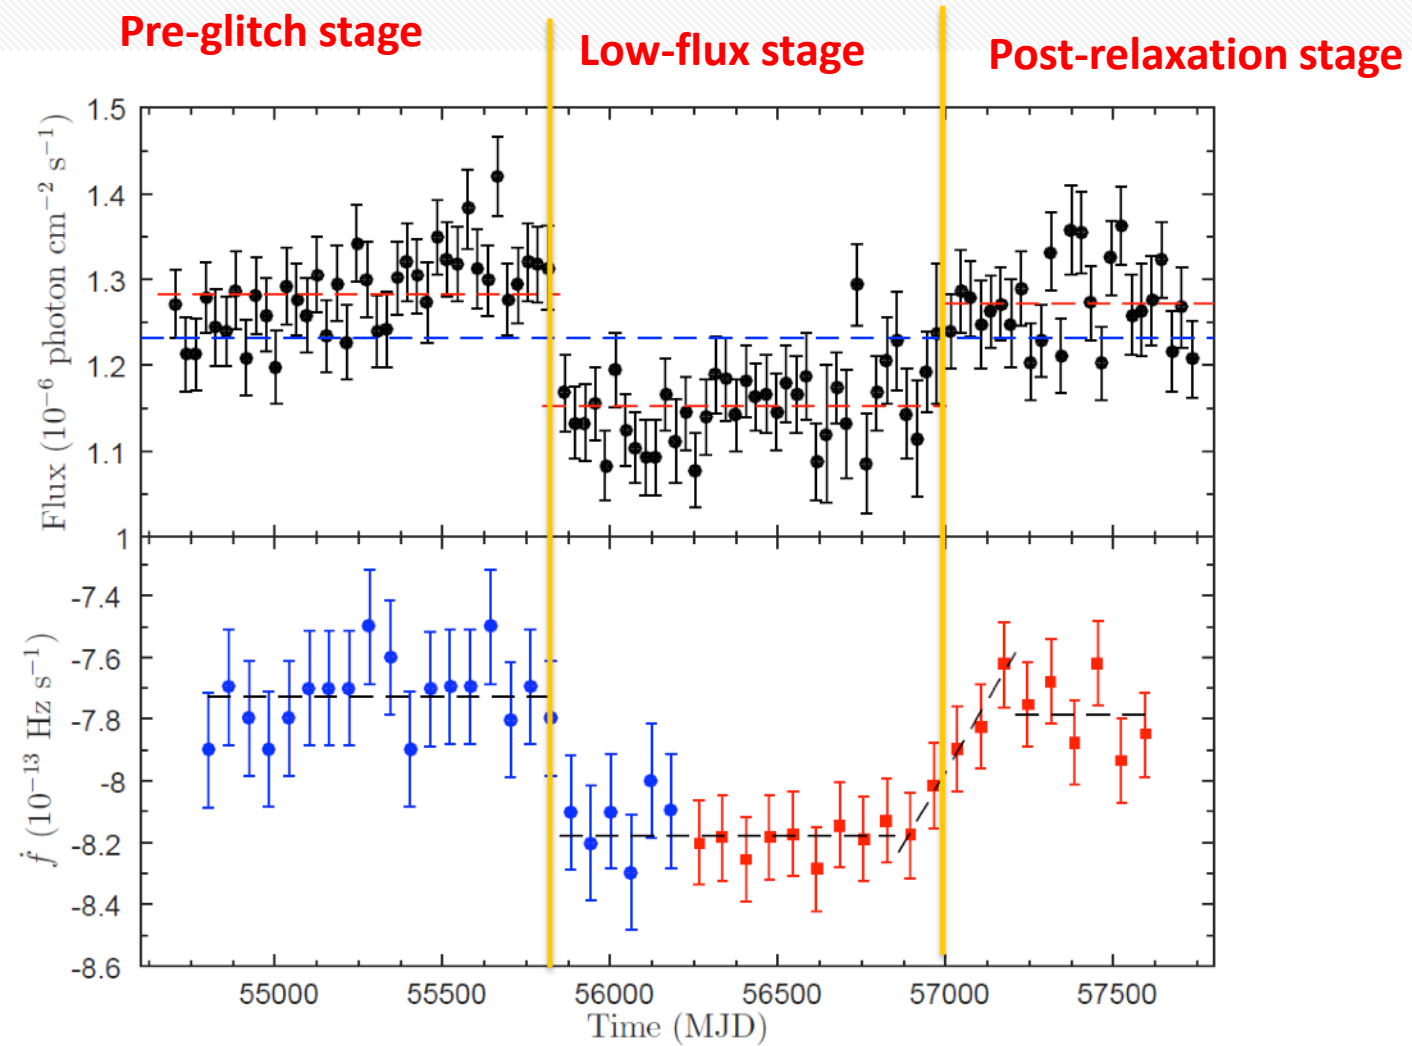 Pre-glitch stage
Low-flux stage
Post-relaxation stage
Flux (10⁻⁶ photon cm⁻² s⁻¹)
1.5
1.4
1.3
1.2
1.1
1
ḟ (10⁻¹³ Hz s⁻¹)
-7.4
-7.6
-7.8
-8
-8.2
-8.4
-8.6
55000 55500 56000 56500 57000 57500
Time (MJD)